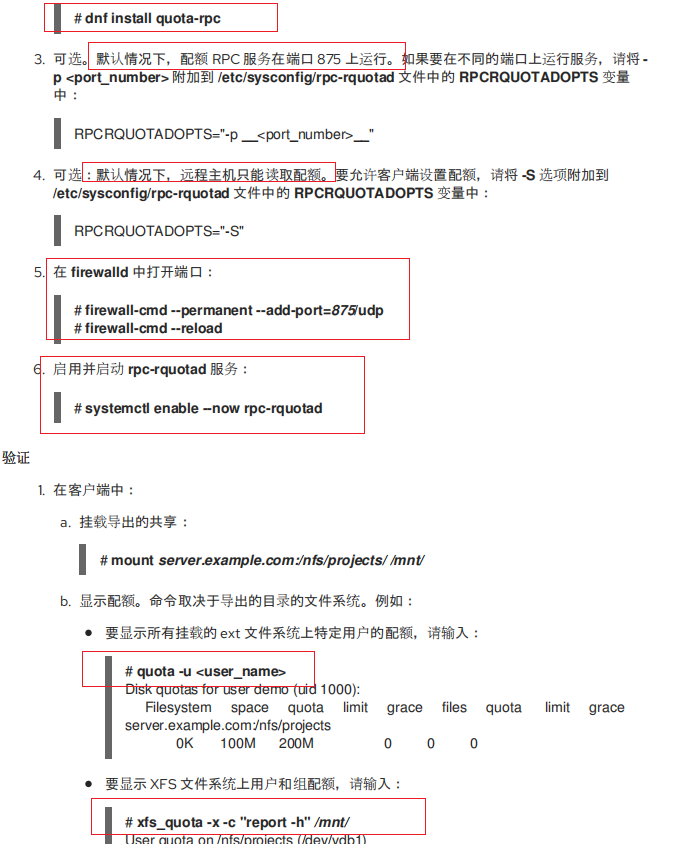 # dnf install quota-rpc
3. 可选。默认情况下，配额 RPC 服务在端口 875 上运行。如果要在不同的端口上运行服务，请将 -
p <port_number> 附加到 /etc/sysconfig/rpc-rquotad 文件中的 RPCRQUOTADOPTS 变量
中：
RPCRQUOTADOPTS="-p __<port_number>__"
4. 可选：默认情况下，远程主机只能读取配额。要允许客户端设置配额，请将 -S 选项附加到
/etc/sysconfig/rpc-rquotad 文件中的 RPCRQUOTADOPTS 变量中：
RPCRQUOTADOPTS="-S"
5. 在 firewalld 中打开端口：
# firewall-cmd --permanent --add-port=875/udp
# firewall-cmd --reload
6. 启用并启动 rpc-rquotad 服务：
# systemctl enable --now rpc-rquotad
验证
1. 在客户端中：
a. 挂载导出的共享：
# mount server.example.com:/nfs/projects/ /mnt/
b. 显示配额。命令取决于导出的目录的文件系统。例如：
● 要显示所有挂载的 ext 文件系统上特定用户的配额，请输入：
# quota -u <user_name>
Disk quotas for user demo (uid 1000):
Filesystem space quota limit grace files quota limit grace
server.example.com:/nfs/projects
0K 100M 200M 0 0 0
● 要显示 XFS 文件系统上用户和组配额，请输入：
# xfs_quota -x -c "report -h" /mnt/
User quota on /nfs/projects (/dev/vdb1)